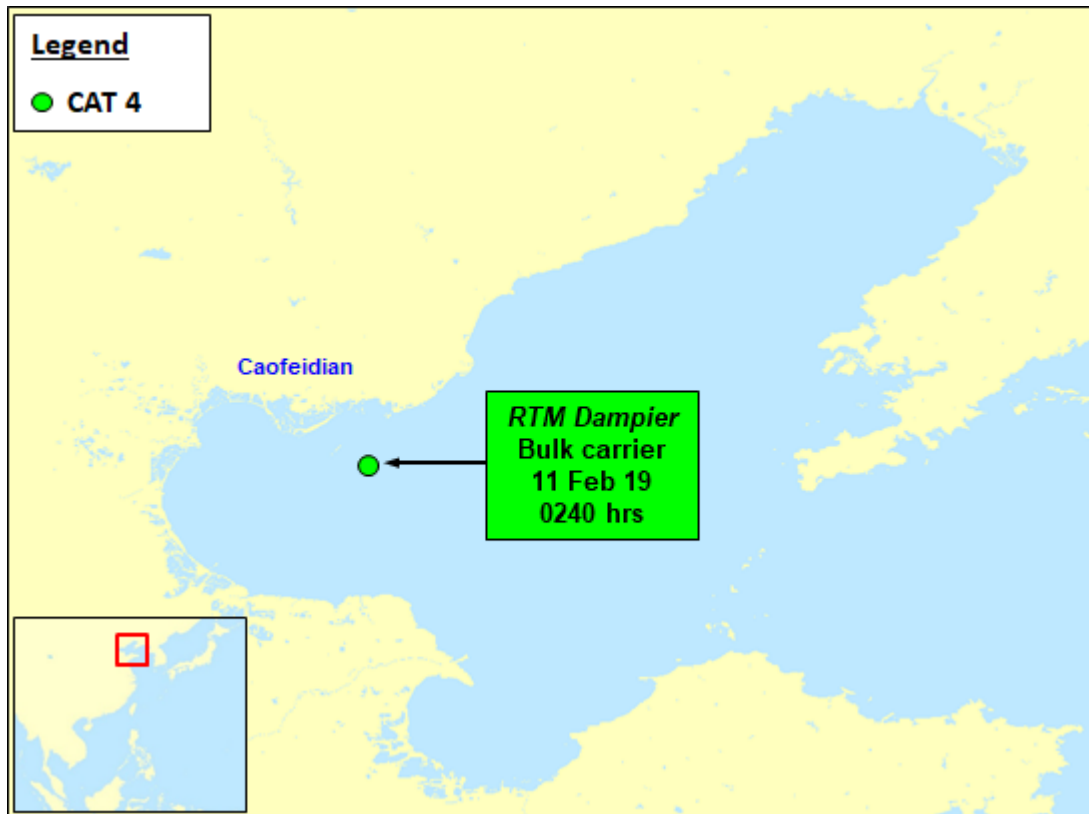 Legend
CAT 4
Caofeidian
RTM Dampier
Bulk carrier
11 Feb 19
0240 hrs